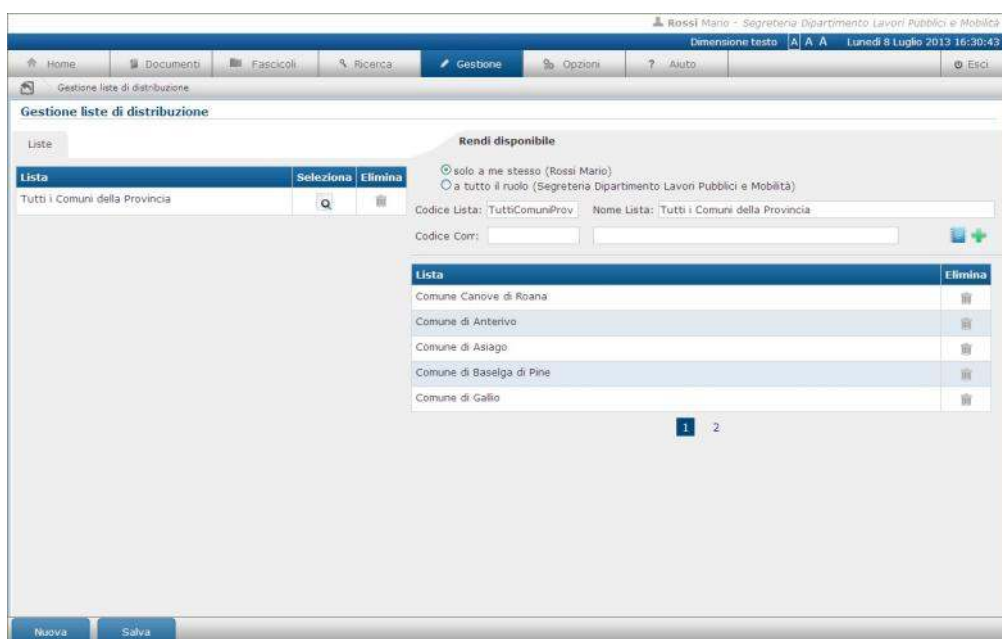 Rossi Mario - Segreteria Dipartimento Lavori Pubblici e Mobilità
Dimensione testo A A A Lunedì 8 Luglio 2013 16:30:43
Home Documenti Fascicoli Ricerca Gestione Opzioni ? Aiuto Esci
Gestione liste di distribuzione
Gestione liste di distribuzione
Liste
Rendi disponibile
Lista Seleziona Elimina
Tutti i Comuni della Provincia
solo a me stesso (Rossi Mario)
a tutto il ruolo (Segreteria Dipartimento Lavori Pubblici e Mobilità)
Codice Lista: TuttiComuniProv Nome Lista: Tutti i Comuni della Provincia
Codice Corr:
Lista Elimina
Comune Canove di Roana
Comune di Anterivo
Comune di Asiago
Comune di Baselga di Pine
Comune di Gallio
1 2
Nuova Salva